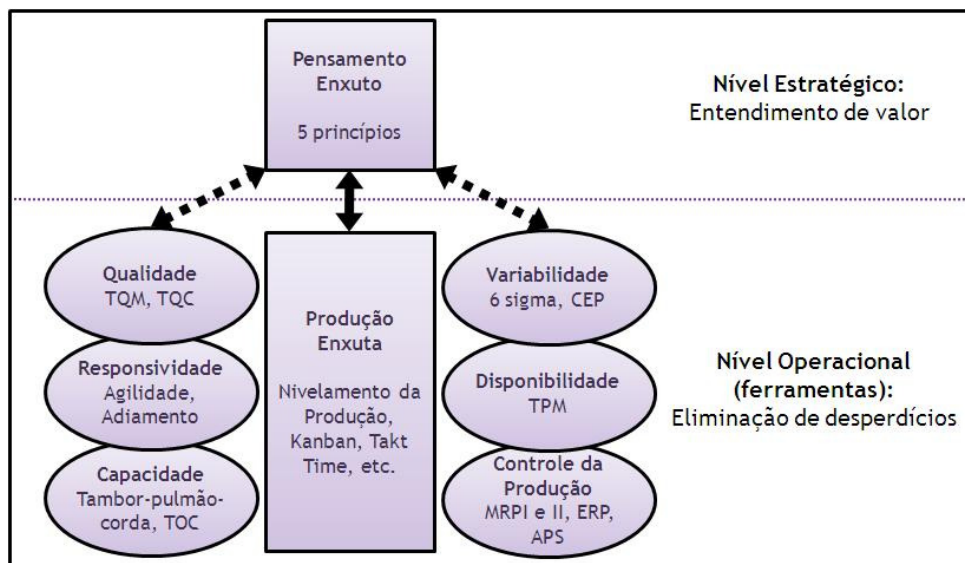 Pensamento
Enxuto
5 princípios
Nível Estratégico:
Entendimento de valor
Qualidade
TQM, TQC
Responsividade
Agilidade,
Adiamento
Capacidade
Tambor-pulmão-
corda, TOC
Produção
Enxuta
Nivelamento da
Produção,
Kanban, Takt
Time, etc.
Variabilidade
6 sigma, CEP
Disponibilidade
TPM
Controle da
Produção
MRPI e II, ERP,
APS
Nível Operacional
(ferramentas):
Eliminação de desperdícios